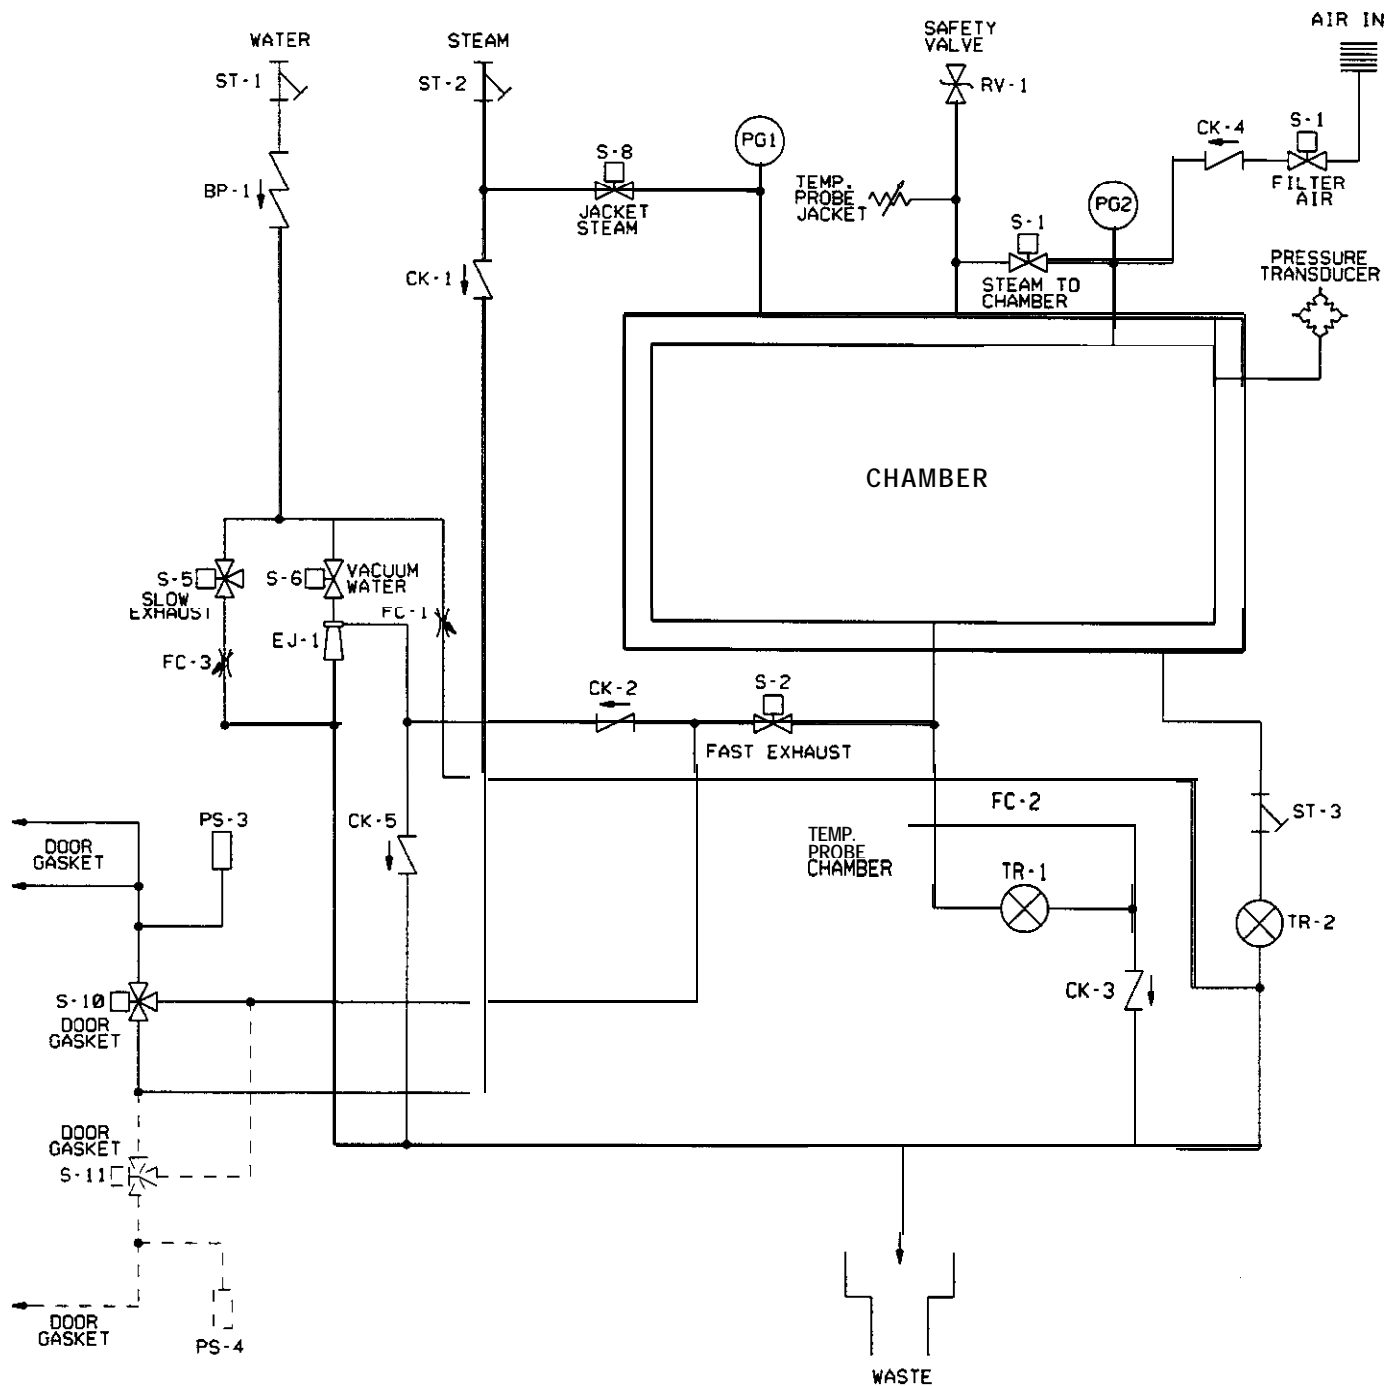 AIR IN
WATER
STEAM
SAFETY
VALVE
ST-1
ST-2
RV-1
CK-4
S-1
PG1
S-8
BP-1
JACKET
STEAM
TEMP.
PROBE
JACKET
PG2
FILTER
AIR
S-1
CK-1
STEAM TO
CHAMBER
PRESSURE
TRANSDUCER
CHAMBER
S-5
SLOW
EXHAUST
S-6
VACUUM
WATER
FC-1
EJ-1
FC-3
CK-2
S-2
FAST EXHAUST
FC-2
ST-3
PS-3
CK-5
DOOR
GASKET
TEMP.
PROBE
CHAMBER
TR-1
TR-2
S-10
DOOR
GASKET
CK-3
DOOR
GASKET
S-11
DOOR
GASKET
PS-4
WASTE